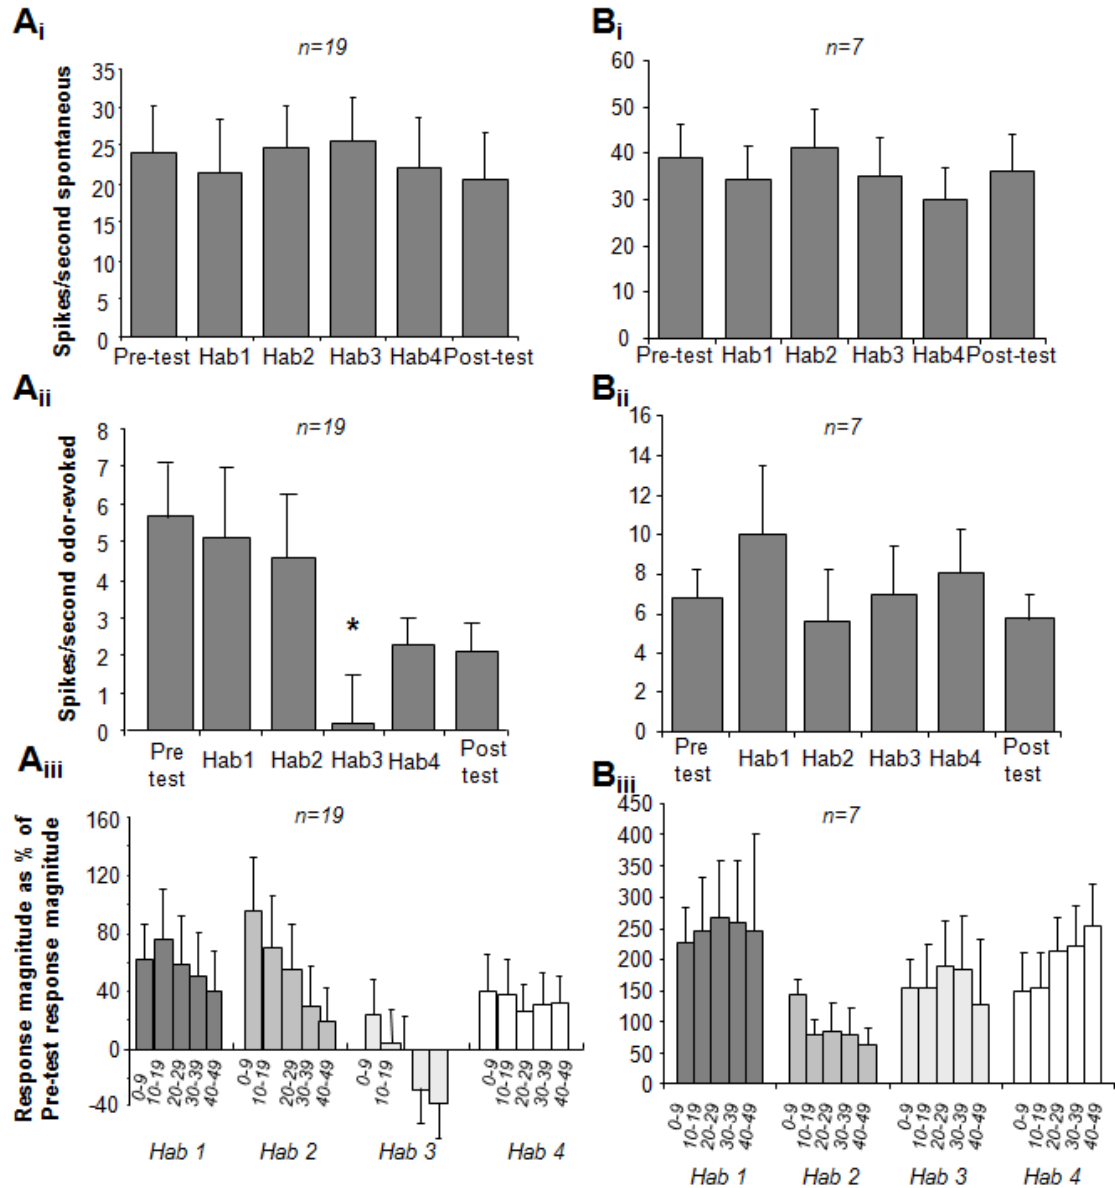 Ai
n=19
Spikes/second spontaneous
35
30
25
20
15
10
5
0
Pre-test Hab1 Hab2 Hab3 Hab4 Post-test
Bi
n=7
60
50
40
30
20
10
0
Pre-test Hab1 Hab2 Hab3 Hab4 Post-test
Aii
n=19
Spikes/second odor-evoked
8
7
6
5
4
3
2
1
0
*
Pre test Hab1 Hab2 Hab3 Hab4 Post test
Bii
n=7
16
14
12
10
8
6
4
2
0
Pre test Hab1 Hab2 Hab3 Hab4 Post test
Aiii
n=19
Response magnitude as % of
Pre-test response magnitude
160
120
80
40
0
-40
0-9 10-19 20-29 30-39 40-49
0-9 10-19 20-29 30-39 40-49
0-9 10-19
0-9 10-19 20-29 30-39 40-49
Hab 1 Hab 2 Hab 3 Hab 4
Biii
n=7
450
400
350
300
250
200
150
100
50
0
0-9 10-19 20-29 30-39 40-49
0-9 10-19 20-29 30-39 40-49
0-9 10-19 20-29 30-39 40-49
0-9 10-19 20-29 30-39 40-49
Hab 1 Hab 2 Hab 3 Hab 4